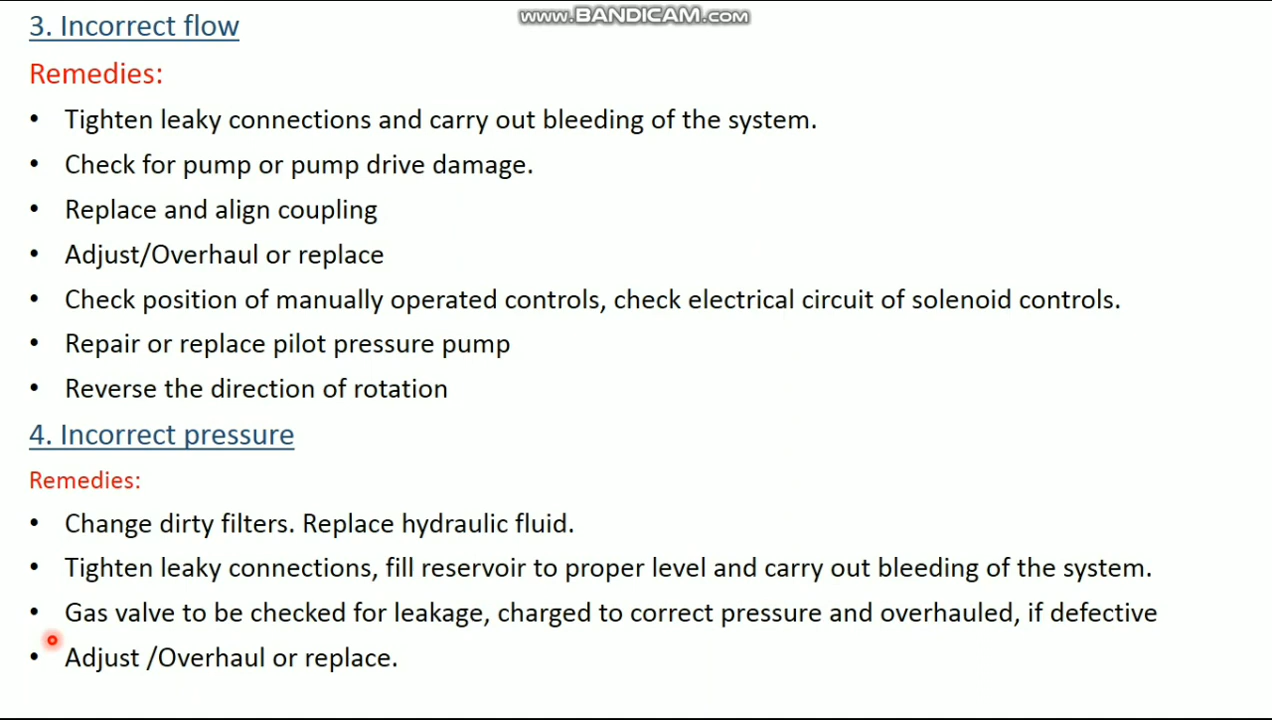 www.BANDICAM.com
3. Incorrect flow
Remedies:
• Tighten leaky connections and carry out bleeding of the system.
• Check for pump or pump drive damage.
• Replace and align coupling
• Adjust/Overhaul or replace
• Check position of manually operated controls, check electrical circuit of solenoid controls.
• Repair or replace pilot pressure pump
• Reverse the direction of rotation
4. Incorrect pressure
Remedies:
• Change dirty filters. Replace hydraulic fluid.
• Tighten leaky connections, fill reservoir to proper level and carry out bleeding of the system.
• Gas valve to be checked for leakage, charged to correct pressure and overhauled, if defective
• Adjust /Overhaul or replace.